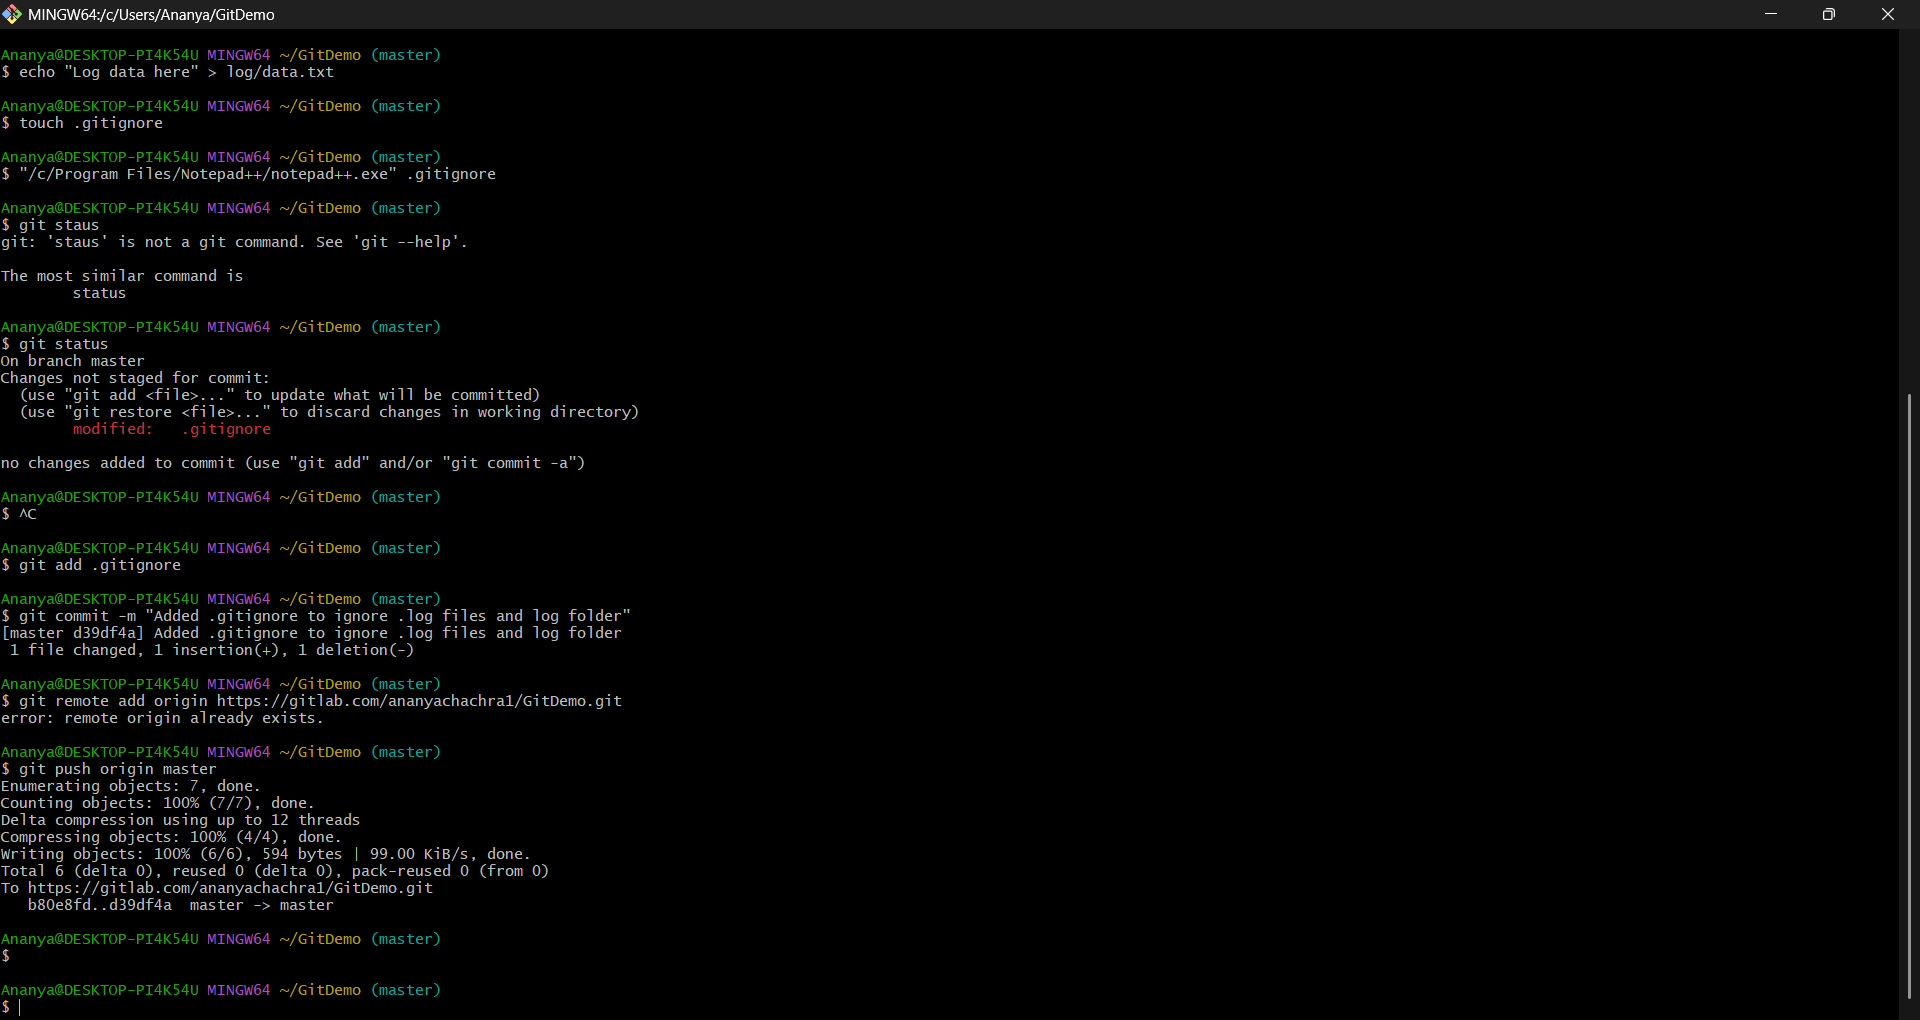 MINGW64:/c/Users/Ananya/GitDemo
Ananya@DESKTOP-PI4K54U MINGW64 ~/GitDemo (master)
$ echo "Log data here" > log/data.txt
Ananya@DESKTOP-PI4K54U MINGW64 ~/GitDemo (master)
$ touch .gitignore
Ananya@DESKTOP-PI4K54U MINGW64 ~/GitDemo (master)
$ "/c/Program Files/Notepad++/notepad++.exe" .gitignore
Ananya@DESKTOP-PI4K54U MINGW64 ~/GitDemo (master)
$ git staus
git: 'staus' is not a git command. See 'git --help'.
The most similar command is
        status
Ananya@DESKTOP-PI4K54U MINGW64 ~/GitDemo (master)
$ git status
On branch master
Changes not staged for commit:
  (use "git add <file>..." to update what will be committed)
  (use "git restore <file>..." to discard changes in working directory)
        modified:   .gitignore
no changes added to commit (use "git add" and/or "git commit -a")
Ananya@DESKTOP-PI4K54U MINGW64 ~/GitDemo (master)
$ ^C
Ananya@DESKTOP-PI4K54U MINGW64 ~/GitDemo (master)
$ git add .gitignore
Ananya@DESKTOP-PI4K54U MINGW64 ~/GitDemo (master)
$ git commit -m "Added .gitignore to ignore .log files and log folder"
[master d39df4a] Added .gitignore to ignore .log files and log folder
 1 file changed, 1 insertion(+), 1 deletion(-)
Ananya@DESKTOP-PI4K54U MINGW64 ~/GitDemo (master)
$ git remote add origin https://gitlab.com/ananyachachra1/GitDemo.git
error: remote origin already exists.
Ananya@DESKTOP-PI4K54U MINGW64 ~/GitDemo (master)
$ git push origin master
Enumerating objects: 7, done.
Counting objects: 100% (7/7), done.
Delta compression using up to 12 threads
Compressing objects: 100% (4/4), done.
Writing objects: 100% (6/6), 594 bytes | 99.00 KiB/s, done.
Total 6 (delta 0), reused 0 (delta 0), pack-reused 0 (from 0)
To https://gitlab.com/ananyachachra1/GitDemo.git
   b80e8fd..d39df4a  master -> master
Ananya@DESKTOP-PI4K54U MINGW64 ~/GitDemo (master)
$
Ananya@DESKTOP-PI4K54U MINGW64 ~/GitDemo (master)
$